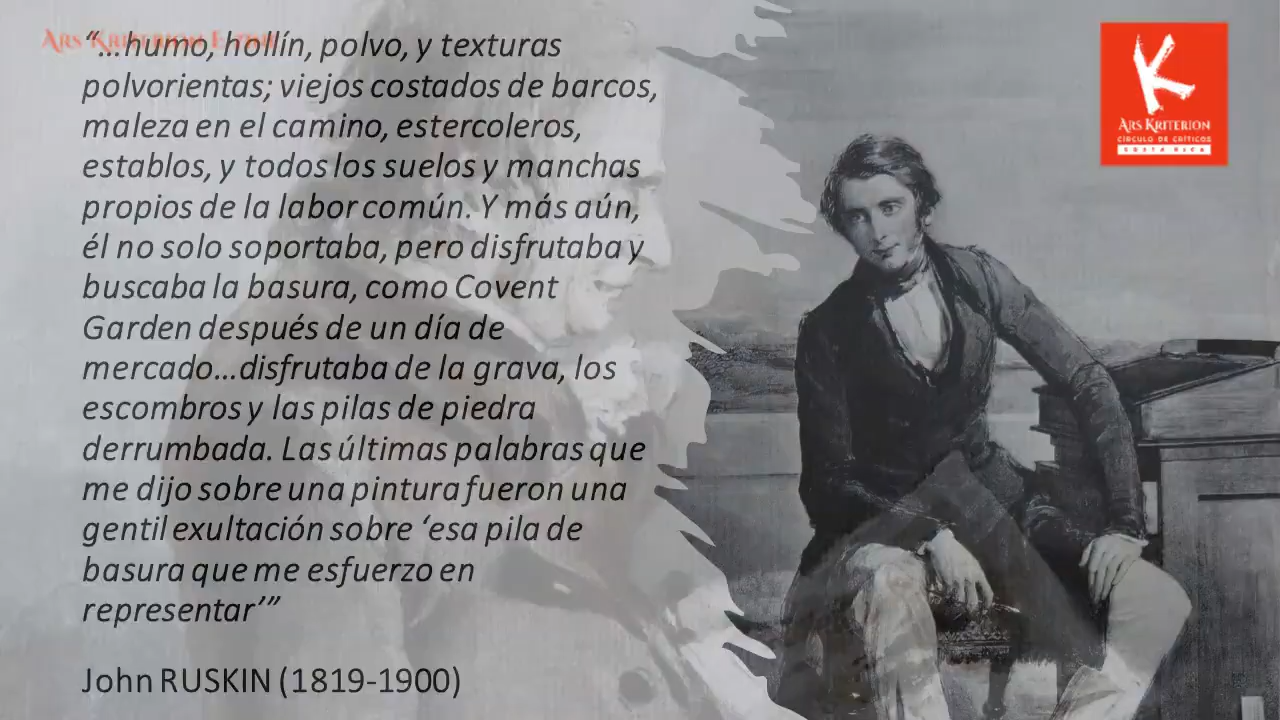 ARS KRITERION E-ZINE
“…humo, hollín, polvo, y texturas
polvorientas; viejos costados de barcos,
maleza en el camino, estercoleros,
establos, y todos los suelos y manchas
propios de la labor común. Y más aún,
él no solo soportaba, pero disfrutaba y
buscaba la basura, como Covent
Garden después de un día de
mercado…disfrutaba de la grava, los
escombros y las pilas de piedra
derrumbada. Las últimas palabras que
me dijo sobre una pintura fueron una
gentil exultación sobre ‘esa pila de
basura que me esfuerzo en
representar’”
John RUSKIN (1819-1900)
K
ARS KRITERION
CÍRCULO DE CRÍTICOS
COSTA RICA